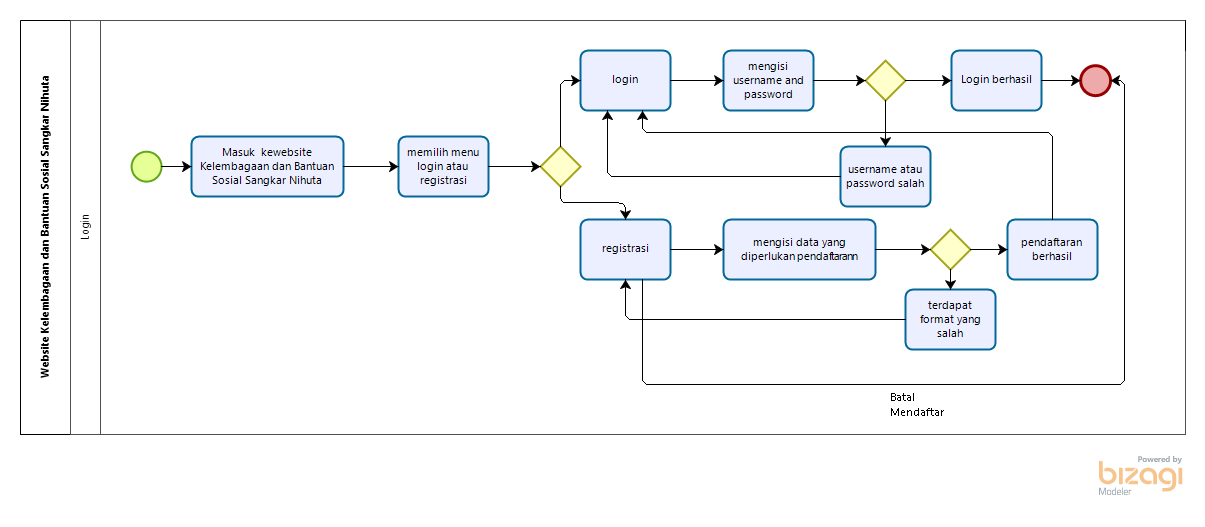 Website Kelembagaan dan Bantuan Sosial Sangkar Nihuta
Login
Masuk kewebsite
Kelembagaan dan Bantuan
Sosial Sangkar Nihuta
memilih menu
login atau
registrasi
login
mengisi
username and
password
Login berhasil
username atau
password salah
registrasi
mengisi data yang
diperlukan pendaftarann
pendaftaran
berhasil
terdapat
format yang
salah
Batal
Mendaftar
Powered by
bizagi
Modeler